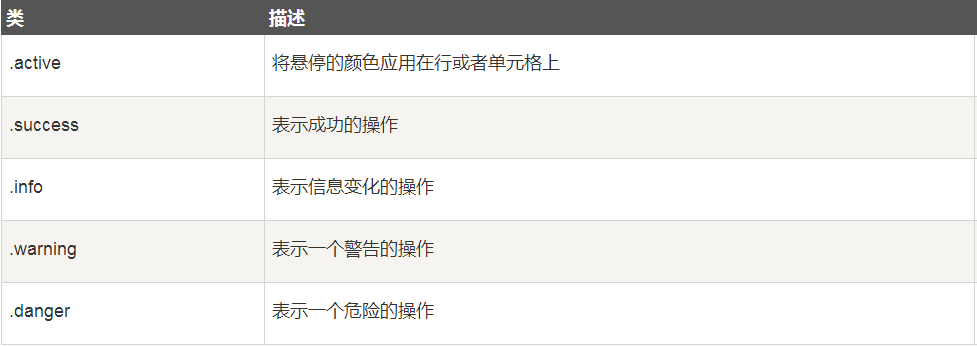 类 描述
.active 将悬停的颜色应用在行或者单元格上
.success 表示成功的操作
.info 表示信息变化的操作
.warning 表示一个警告的操作
.danger 表示一个危险的操作